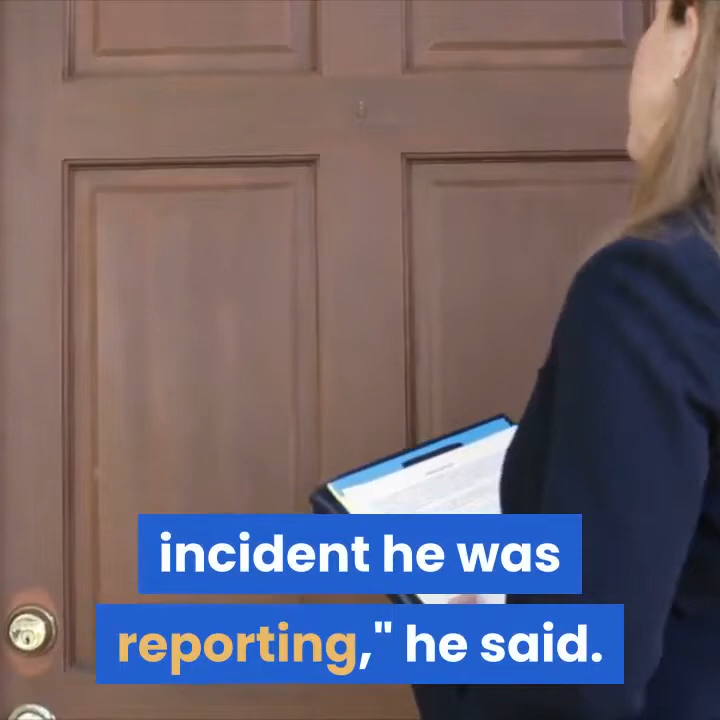 incident he was
reporting," he said.